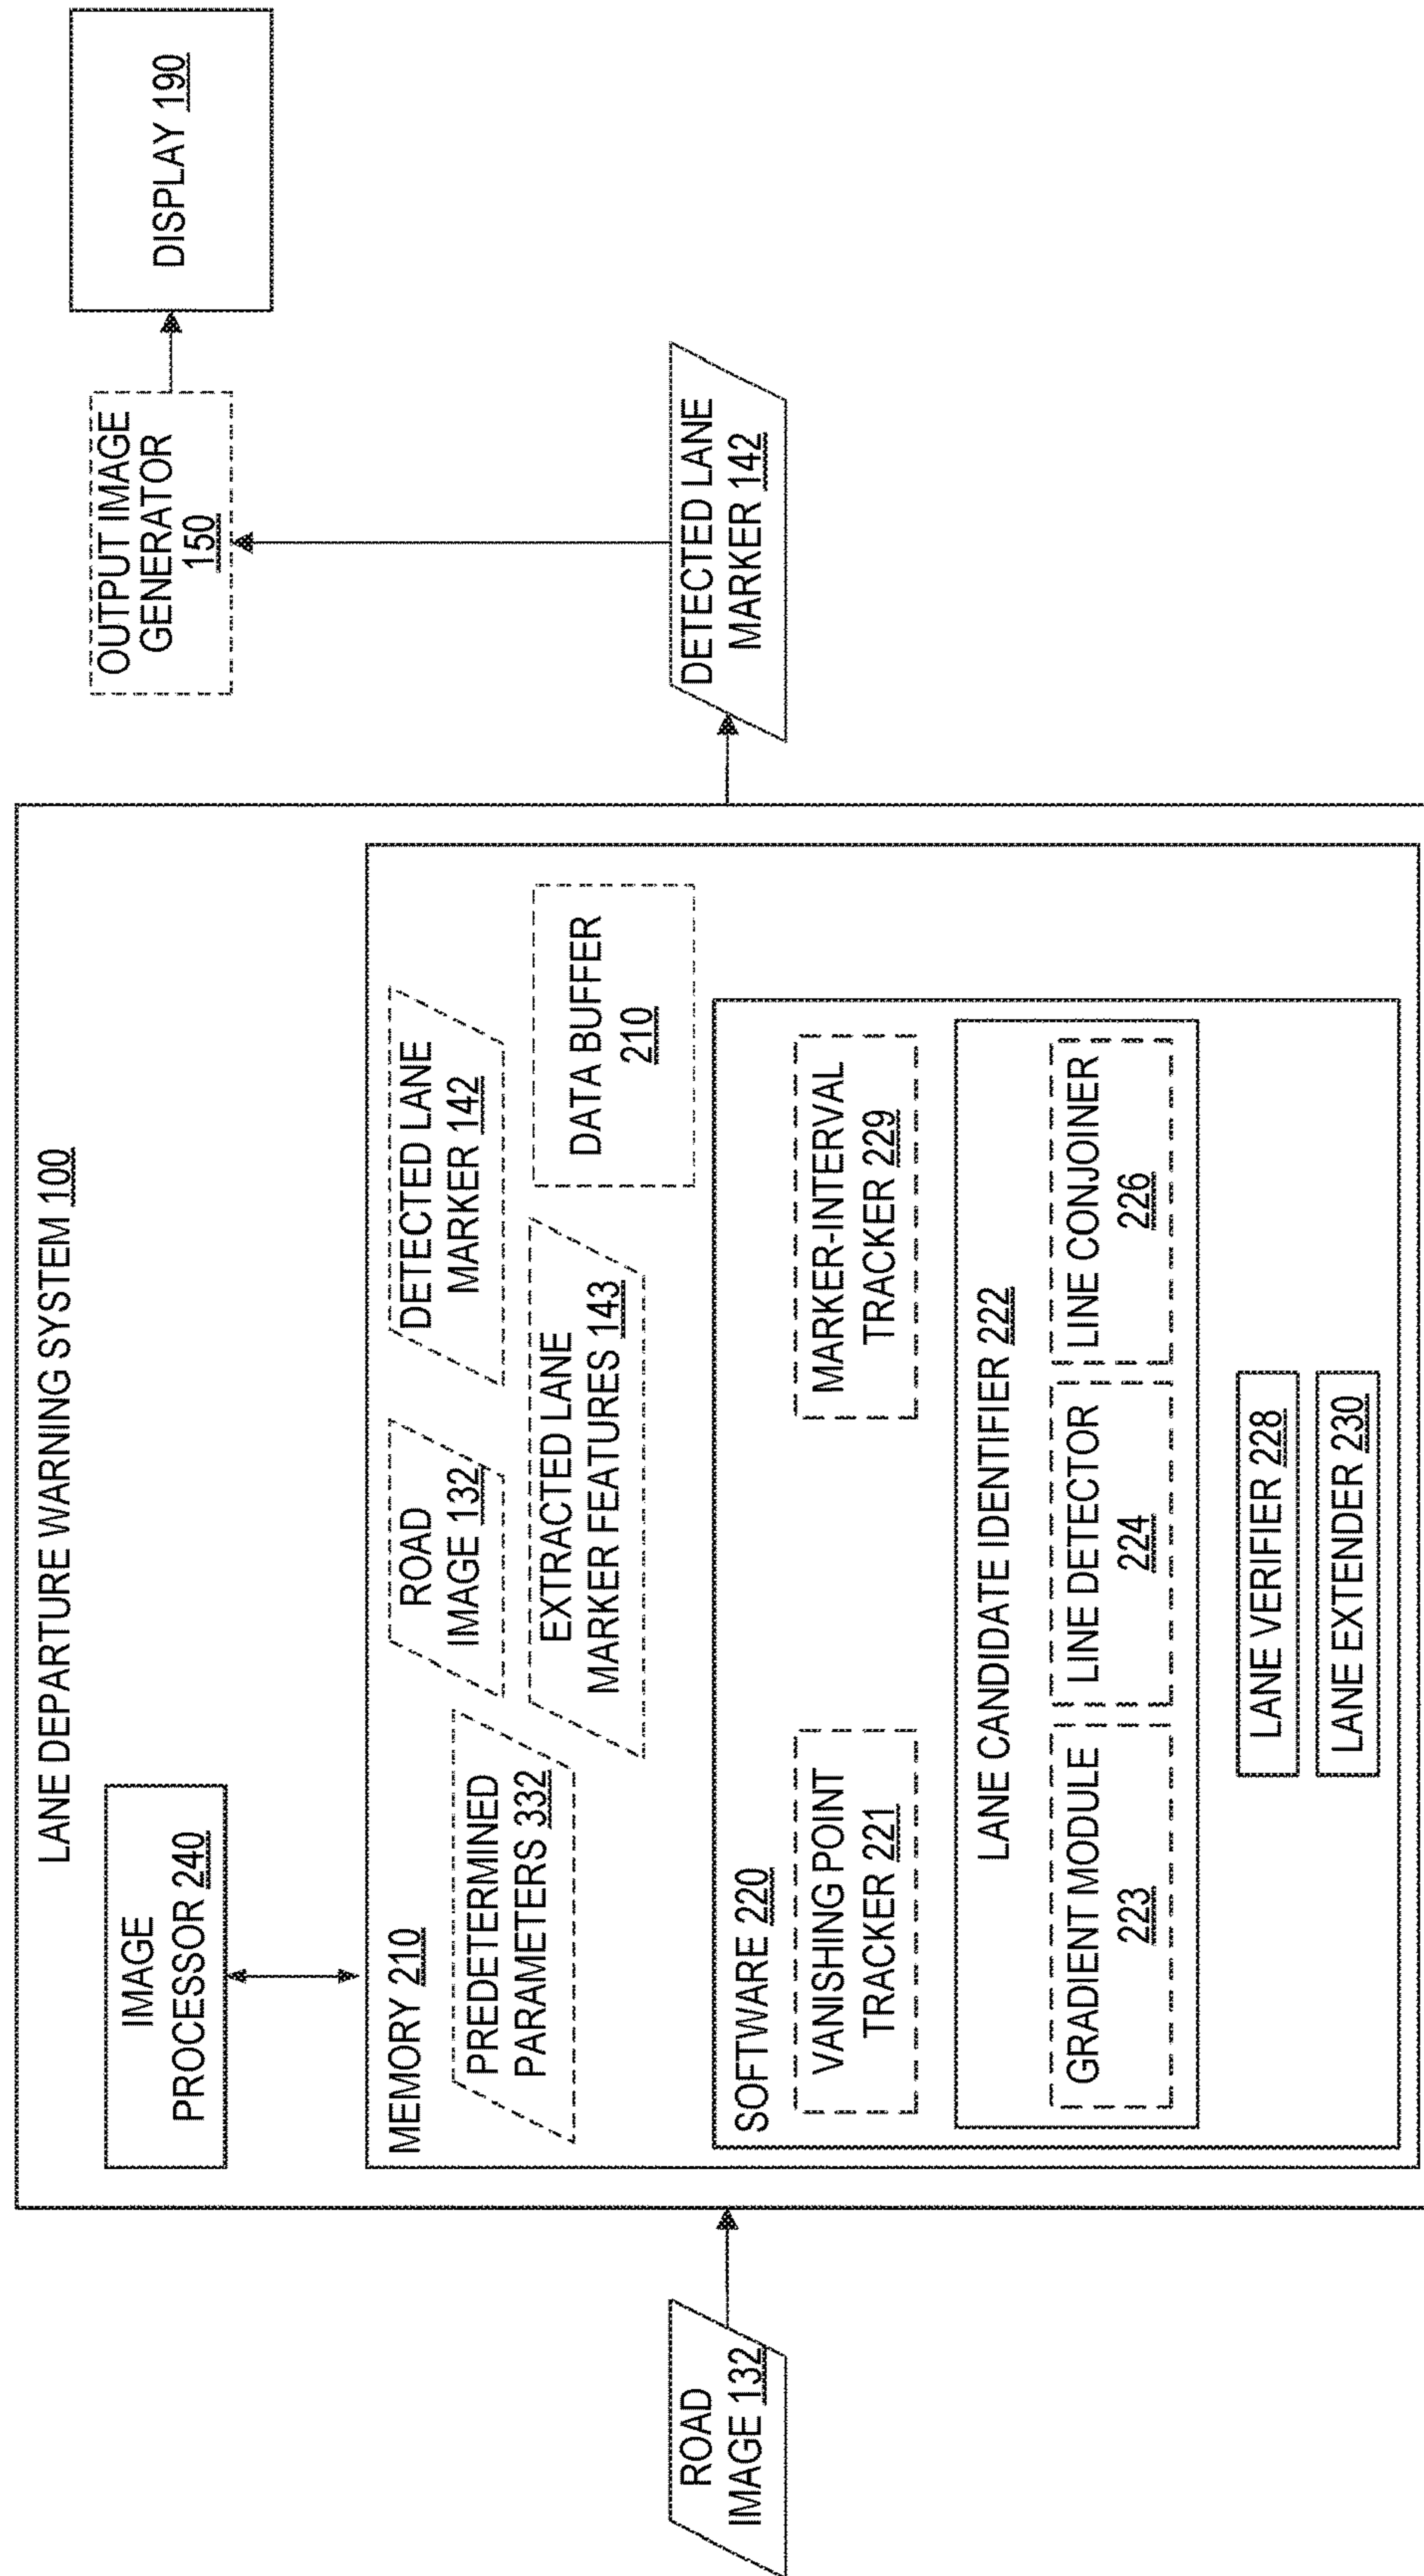 LANE DEPARTURE WARNING SYSTEM 100
IMAGE
PROCESSOR 240
MEMORY 210
PREDETERMINED
PARAMETERS 332
ROAD
IMAGE 132
DETECTED LANE
MARKER 142
EXTRACTED LANE
MARKER FEATURES 143
DATA BUFFER
210
SOFTWARE 220
VANISHING POINT
TRACKER 221
MARKER-INTERVAL
TRACKER 229
LANE CANDIDATE IDENTIFIER 222
GRADIENT MODULE
223
LINE DETECTOR
224
LINE CONJOINER
226
LANE VERIFIER 228
LANE EXTENDER 230
ROAD
IMAGE 132
DETECTED LANE
MARKER 142
OUTPUT IMAGE
GENERATOR
150
DISPLAY 190